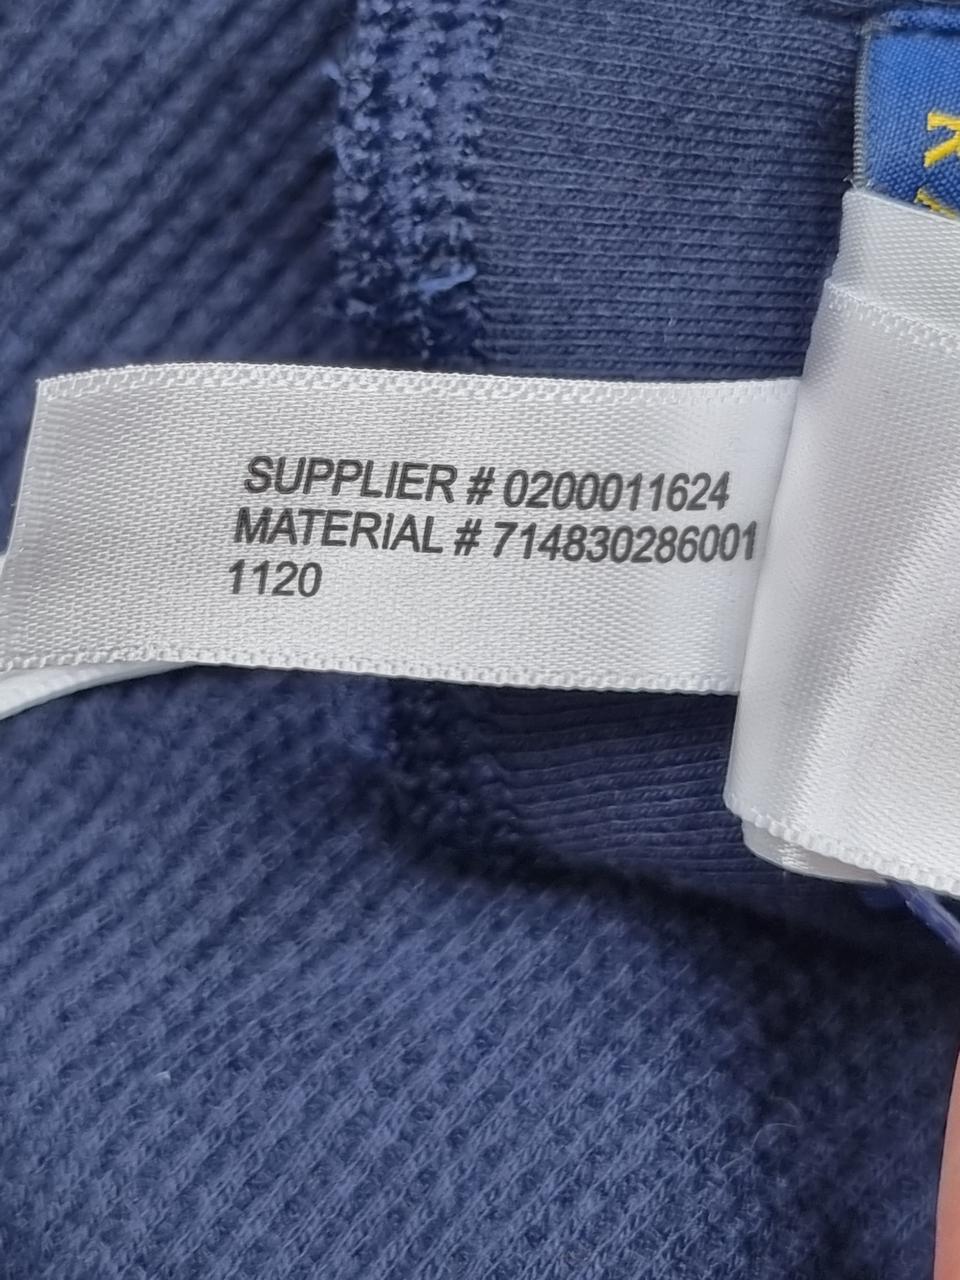 SUPPLIER # 0200011624
MATERIAL # 714830286001
1120